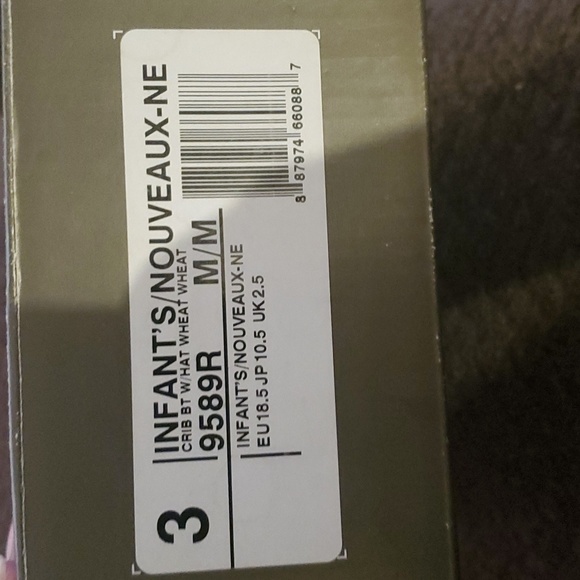 3
INFANT'S/NOUVEAUX-NE
CRIB BT W/HAT WHEAT WHEAT
9589R M/M
8 87974 66088 7
INFANT'S/NOUVEAUX-NE
EU18.5 JP10.5 UK2.5